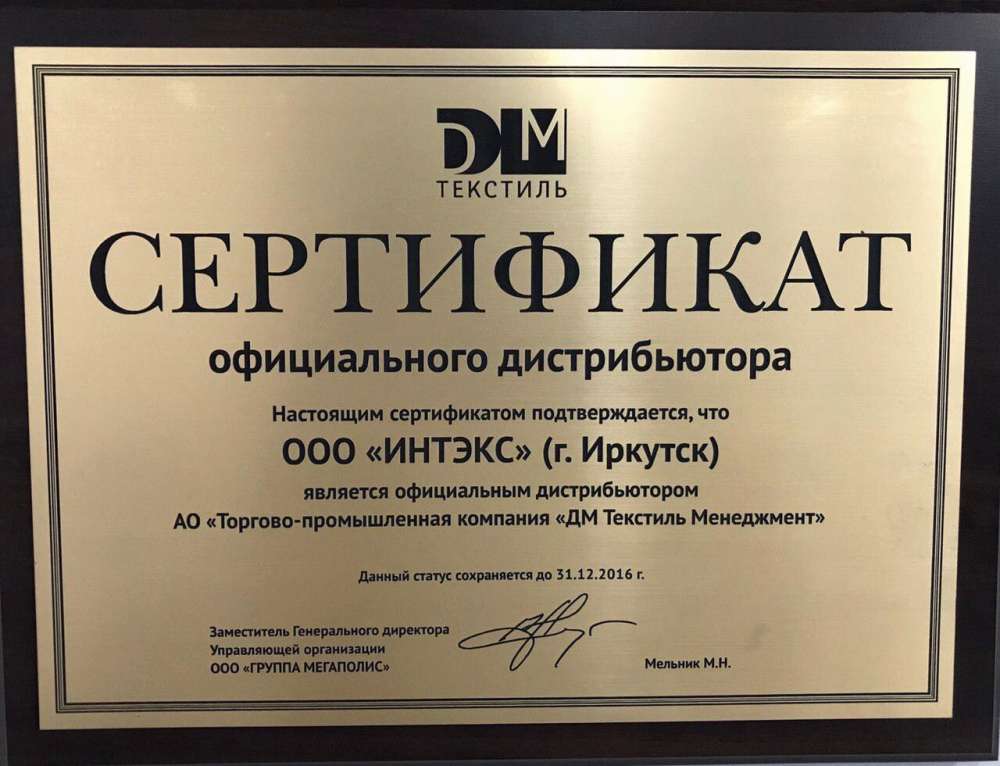 DM
ТЕКСТИЛЬ
СЕРТИФИКАТ
официального дистрибьютора
Настоящим сертификатом подтверждается, что
ООО «ИНТЭКС» (г. Иркутск)
является официальным дистрибьютором
АО «Торгово-промышленная компания «ДМ Текстиль Менеджмент»
Данный статус сохраняется до 31.12.2016 г.
Заместитель Генерального директора
Управляющей организации
ООО «ГРУППА МЕГАПОЛИС»
Мельник М.Н.